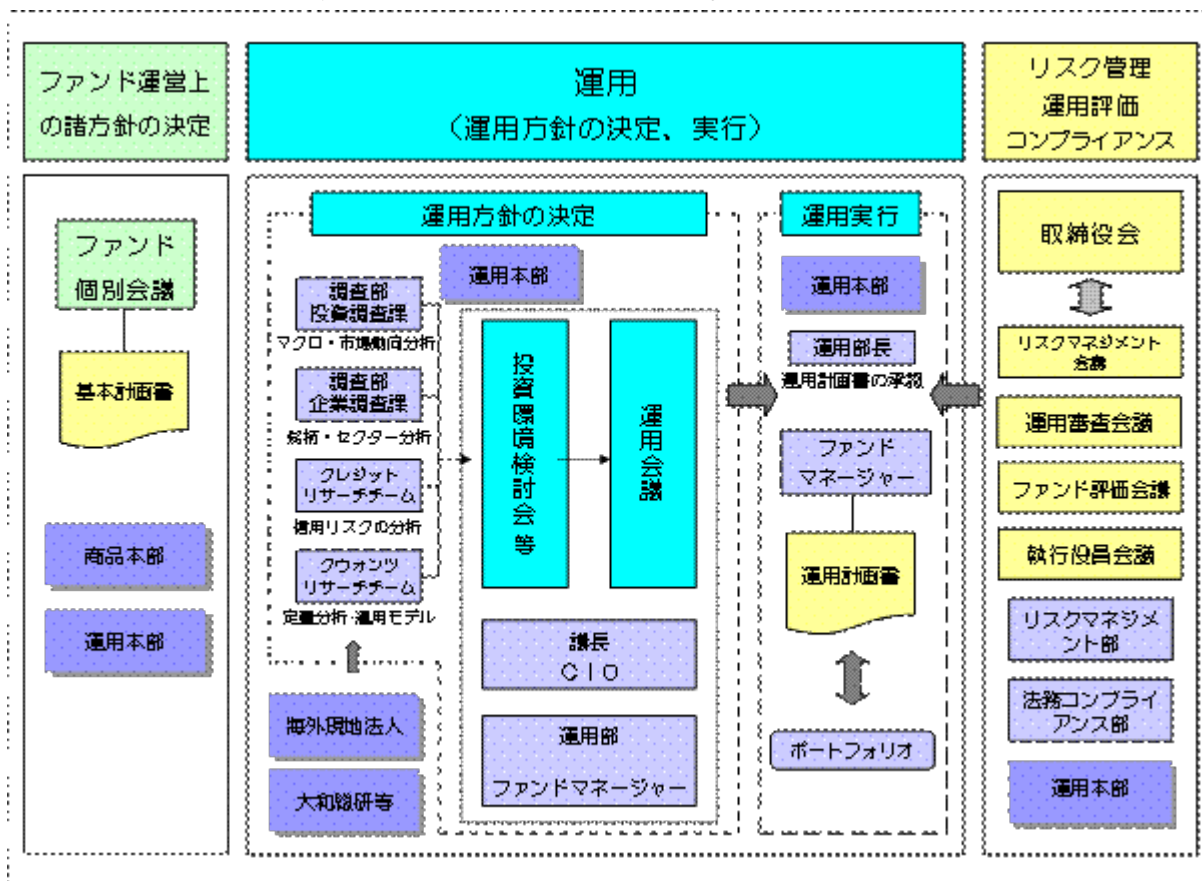 ファンド運営上
の諸方針の決定
運用
（運用方針の決定、実行）
リスク管理
運用評価
コンプライアンス
ファンド
個別会議
基本計画書
商品本部
運用本部
運用方針の決定
運用本部
調査部
投資調査課
マクロ・市場動向分析
調査部
企業調査課
銘柄・セクター分析
クレジット
リサーチチーム
信用リスクの分析
クウォンツ
リサーチチーム
定量分析・運用モデル
海外現地法人
大和総研等
投資環境検討会等
運用会議
議長
ＣＩＯ
運用部
ファンドマネージャー
運用実行
運用本部
運用部長
運用計画書の承認
ファンド
マネージャー
運用計画書
ポートフォリオ
取締役会
リスクマネジメント
会議
運用審査会議
ファンド評価会議
執行役員会議
リスクマネジメ
ント部
法務コンプライ
アンス部
運用本部